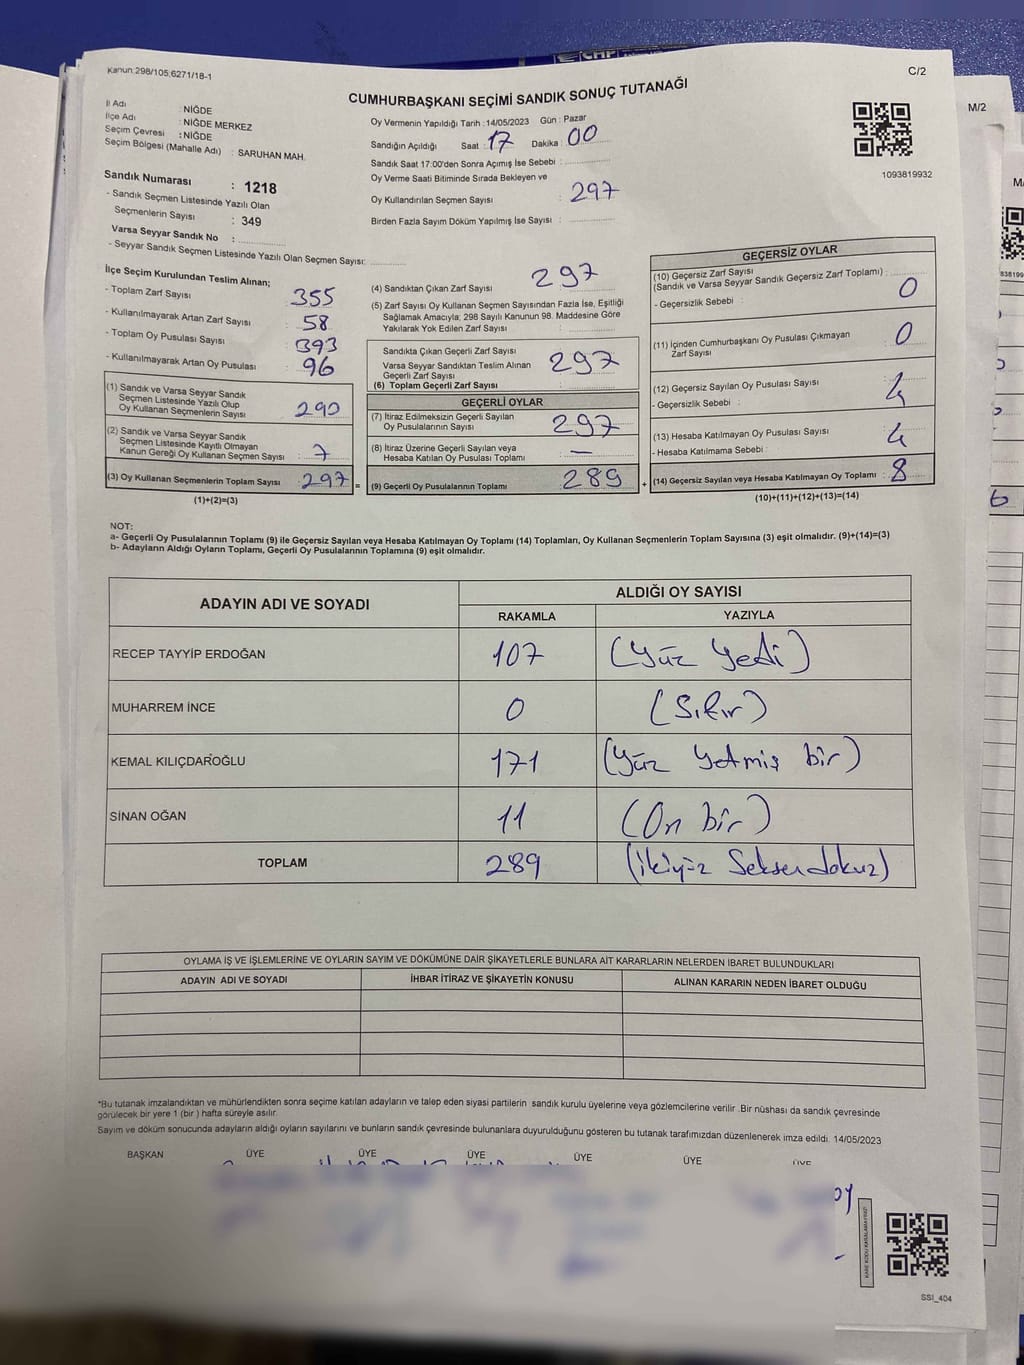 Kanun:298/105,6271/18-1
C/2
M/2
CUMHURBAŞKANI SEÇİMİ SANDIK SONUÇ TUTANAĞI
İl Adı : NİĞDE
İlçe Adı : NİĞDE MERKEZ
Seçim Çevresi : NİĞDE
Seçim Bölgesi (Mahalle Adı) : SARUHAN MAH.
Oy Vermenin Yapıldığı Tarih : 14/05/2023 Gün : Pazar
Sandığın Açıldığı Saat : 17 Dakika : 00
Sandık Saat 17:00'den Sonra Açımış İse Sebebi :
Oy Verme Saati Bitiminde Sırada Bekleyen ve
Oy Kullandırılan Seçmen Sayısı : 297
Birden Fazla Sayım Döküm Yapılmış İse Sayısı :
1093819932
Sandık Numarası : 1218
- Sandık Seçmen Listesinde Yazılı Olan
Seçmenlerin Sayısı : 349
Varsa Seyyar Sandık No :
- Seyyar Sandık Seçmen Listesinde Yazılı Olan Seçmen Sayısı:
İlçe Seçim Kurulundan Teslim Alınan;
- Toplam Zarf Sayısı : 355
- Kullanılmayarak Artan Zarf Sayısı : 58
- Toplam Oy Pusulası Sayısı : 393
- Kullanılmayarak Artan Oy Pusulası : 96
(1) Sandık ve Varsa Seyyar Sandık
Seçmen Listesinde Yazılı Olup
Oy Kullanan Seçmenlerin Sayısı : 290
(2) Sandık ve Varsa Seyyar Sandık
Seçmen Listesinde Kayıtlı Olmayan
Kanun Gereği Oy Kullanan Seçmen Sayısı : 7
(3) Oy Kullanan Seçmenlerin Toplam Sayısı : 297 =
(1)+(2)=(3)
(4) Sandıktan Çıkan Zarf Sayısı : 297
(5) Zarf Sayısı Oy Kullanan Seçmen Sayısından Fazla İse, Eşitliği
Sağlamak Amacıyla; 298 Sayılı Kanunun 98. Maddesine Göre
Yakılarak Yok Edilen Zarf Sayısı :
Sandıkta Çıkan Geçerli Zarf Sayısı
Varsa Seyyar Sandıktan Teslim Alınan
Geçerli Zarf Sayısı
(6) Toplam Geçerli Zarf Sayısı : 297
GEÇERLİ OYLAR
(7) İtiraz Edilmeksizin Geçerli Sayılan
Oy Pusulalarının Sayısı : 297
(8) İtiraz Üzerine Geçerli Sayılan veya
Hesaba Katılan Oy Pusulası Toplamı : —
(9) Geçerli Oy Pusulalarının Toplamı : 289 +
GEÇERSİZ OYLAR
(10) Geçersiz Zarf Sayısı
(Sandık ve Varsa Seyyar Sandık Geçersiz Zarf Toplamı) : 0
- Geçersizlik Sebebi :
(11) İçinden Cumhurbaşkanı Oy Pusulası Çıkmayan
Zarf Sayısı : 0
(12) Geçersiz Sayılan Oy Pusulası Sayısı : 4
- Geçersizlik Sebebi :
(13) Hesaba Katılmayan Oy Pusulası Sayısı : 4
- Hesaba Katılmama Sebebi :
(14) Geçersiz Sayılan veya Hesaba Katılmayan Oy Toplamı : 8
(10)+(11)+(12)+(13)=(14)
NOT:
a- Geçerli Oy Pusulalarının Toplamı (9) ile Geçersiz Sayılan veya Hesaba Katılmayan Oy Toplamı (14) Toplamları, Oy Kullanan Seçmenlerin Toplam Sayısına (3) eşit olmalıdır. (9)+(14)=(3)
b- Adayların Aldığı Oyların Toplamı, Geçerli Oy Pusulalarının Toplamına (9) eşit olmalıdır.
ADAYIN ADI VE SOYADI ALDIĞI OY SAYISI
RAKAMLA YAZIYLA
RECEP TAYYİP ERDOĞAN 107 (Yüz Yedi)
MUHARREM İNCE 0 (Sıfır)
KEMAL KILIÇDAROĞLU 171 (Yüz Yetmiş bir)
SİNAN OĞAN 11 (On bir)
TOPLAM 289 (ikiyüz Seksendokuz)
OYLAMA İŞ VE İŞLEMLERİNE VE OYLARIN SAYIM VE DÖKÜMÜNE DAİR ŞİKAYETLERLE BUNLARA AİT KARARLARIN NELERDEN İBARET BULUNDUKLARI
ADAYIN ADI VE SOYADI İHBAR İTİRAZ VE ŞİKAYETİN KONUSU ALINAN KARARIN NEDEN İBARET OLDUĞU
*Bu tutanak imzalandıktan ve mühürlendikten sonra seçime katılan adayların ve talep eden siyasi partilerin sandık kurulu üyelerine veya gözlemcilerine verilir. Bir nüshası da sandık çevresinde
görülecek bir yere 1 (bir) hafta süreyle asılır.
Sayım ve döküm sonucunda adayların aldığı oyların sayılarını ve bunların sandık çevresinde bulunanlara duyurulduğunu gösteren bu tutanak tarafımızdan düzenlenerek imza edildi. 14/05/2023
BAŞKAN ÜYE ÜYE ÜYE ÜYE ÜYE ÜYE
SSI_404